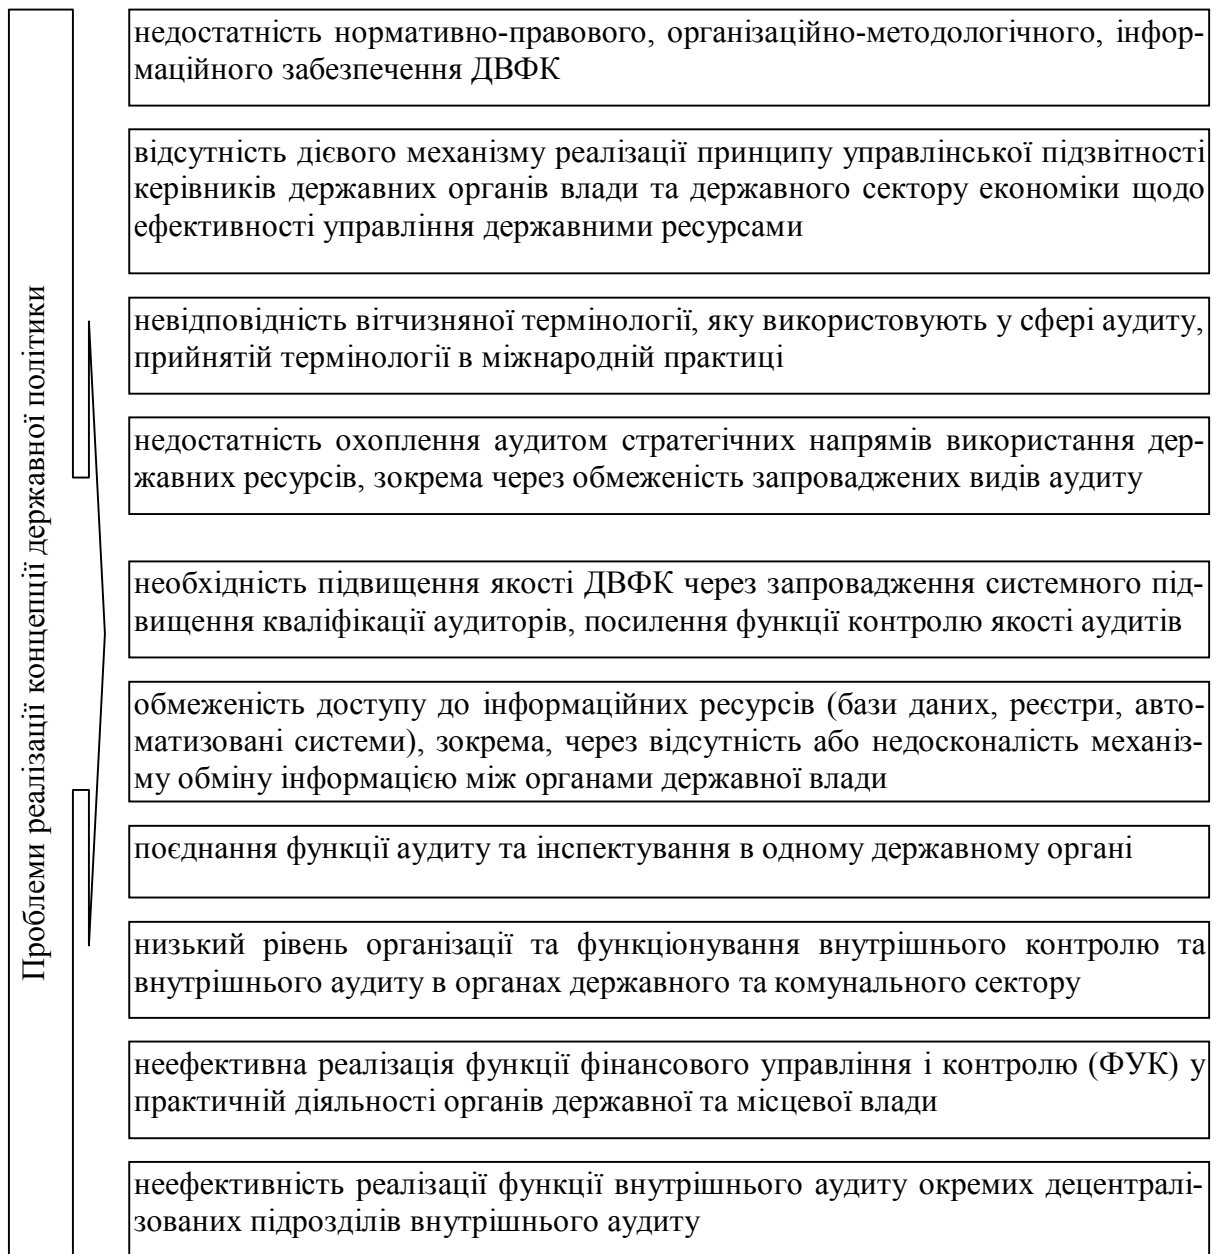 Проблеми реалізації концепції державної політики
недостатність нормативно-правового, організаційно-методологічного, інфор-
маційного забезпечення ДВФК
відсутність дієвого механізму реалізації принципу управлінської підзвітності
керівників державних органів влади та державного сектору економіки щодо
ефективності управління державними ресурсами
невідповідність вітчизняної термінології, яку використовують у сфері аудиту,
прийнятій термінології в міжнародній практиці
недостатність охоплення аудитом стратегічних напрямів використання дер-
жавних ресурсів, зокрема через обмеженість запроваджених видів аудиту
необхідність підвищення якості ДВФК через запровадження системного під-
вищення кваліфікації аудиторів, посилення функції контролю якості аудитів
обмеженість доступу до інформаційних ресурсів (бази даних, реєстри, авто-
матизовані системи), зокрема, через відсутність або недосконалість механіз-
му обміну інформацією між органами державної влади
поєднання функції аудиту та інспектування в одному державному органі
низький рівень організації та функціонування внутрішнього контролю та
внутрішнього аудиту в органах державного та комунального сектору
неефективна реалізація функції фінансового управління і контролю (ФУК) у
практичній діяльності органів державної та місцевої влади
неефективність реалізації функції внутрішнього аудиту окремих децентралі-
зованих підрозділів внутрішнього аудиту